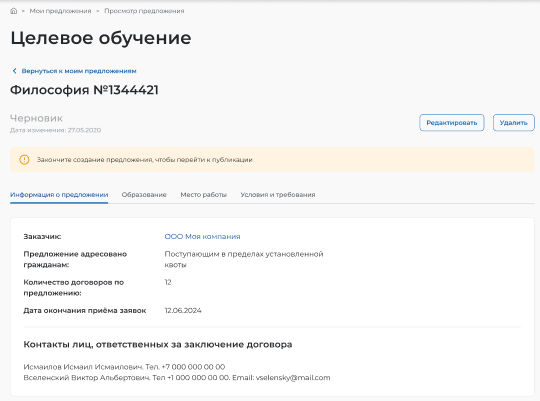 Мои предложения • Просмотр предложения
Целевое обучение
Вернуться к моим предложениям
Философия №1344421
Черновик
Дата изменения: 27.05.2020
Редактировать
Удалить
Закончите создание предложения, чтобы перейти к публикации
Информация о предложении Образование Место работы Условия и требования
Заказчик: ООО Моя компания
Предложение адресовано гражданам: Поступающим в пределах установленной квоты
Количество договоров по предложению: 12
Дата окончания приёма заявок 12.06.2024
Контакты лиц, ответственных за заключение договора
Исмаилов Исмаил Исмаилович. Тел. +7 000 000 00 00
Вселенский Виктор Альбертович. Тел +1 000 000 00 00. Email: vselensky@mail.com